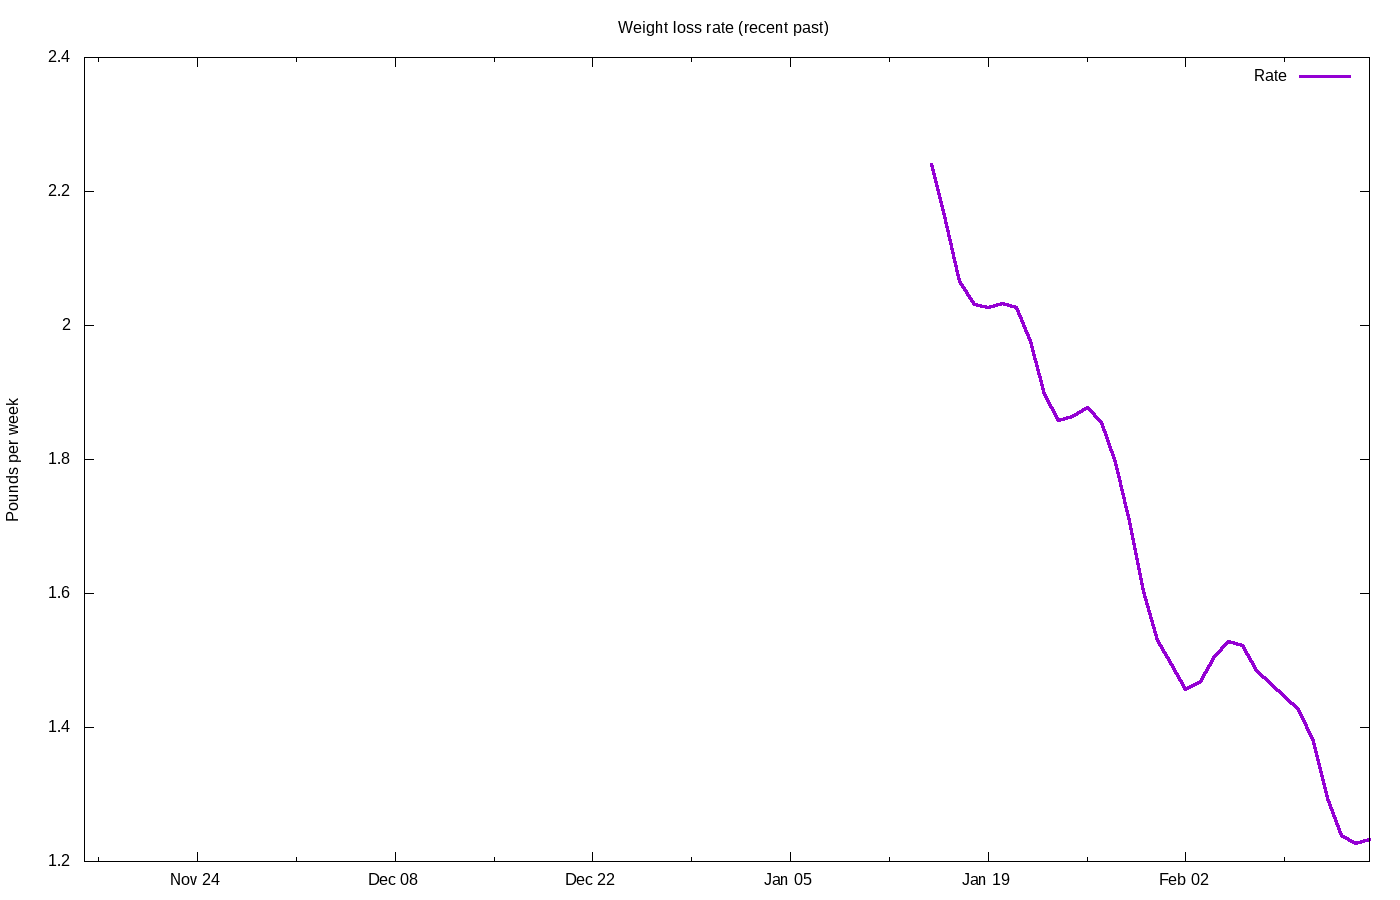 Weight loss rate (recent past)
Rate
2.4
2.2
2
1.8
1.6
1.4
1.2
Pounds per week
Nov 24
Dec 08
Dec 22
Jan 05
Jan 19
Feb 02